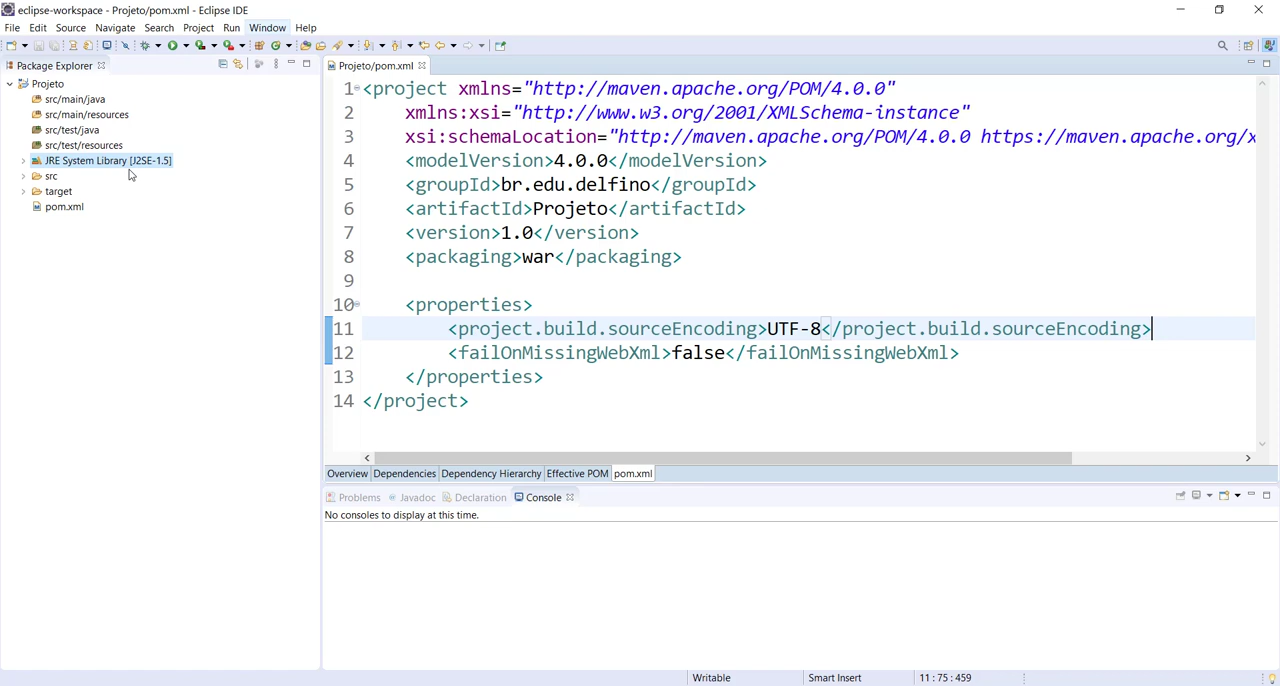 eclipse-workspace - Projeto/pom.xml - Eclipse IDE
File Edit Source Navigate Search Project Run Window Help
Package Explorer
Projeto
src/main/java
src/main/resources
src/test/java
src/test/resources
JRE System Library [J2SE-1.5]
src
target
pom.xml
Projeto/pom.xml
1 <project xmlns="http://maven.apache.org/POM/4.0.0"
2 xmlns:xsi="http://www.w3.org/2001/XMLSchema-instance"
3 xsi:schemaLocation="http://maven.apache.org/POM/4.0.0 https://maven.apache.org/x
4 <modelVersion>4.0.0</modelVersion>
5 <groupId>br.edu.delfino</groupId>
6 <artifactId>Projeto</artifactId>
7 <version>1.0</version>
8 <packaging>war</packaging>
9
10 <properties>
11 <project.build.sourceEncoding>UTF-8</project.build.sourceEncoding>
12 <failOnMissingWebXml>false</failOnMissingWebXml>
13 </properties>
14 </project>
Overview Dependencies Dependency Hierarchy Effective POM pom.xml
Problems Javadoc Declaration Console
No consoles to display at this time.
Writable Smart Insert 11 : 75 : 459